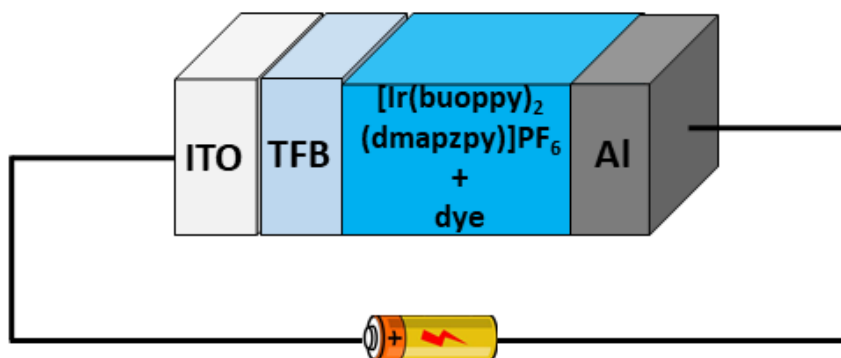 ITO
TFB
[Ir(buoppy)₂
(dmapzpy)]PF₆
+
dye
Al
+